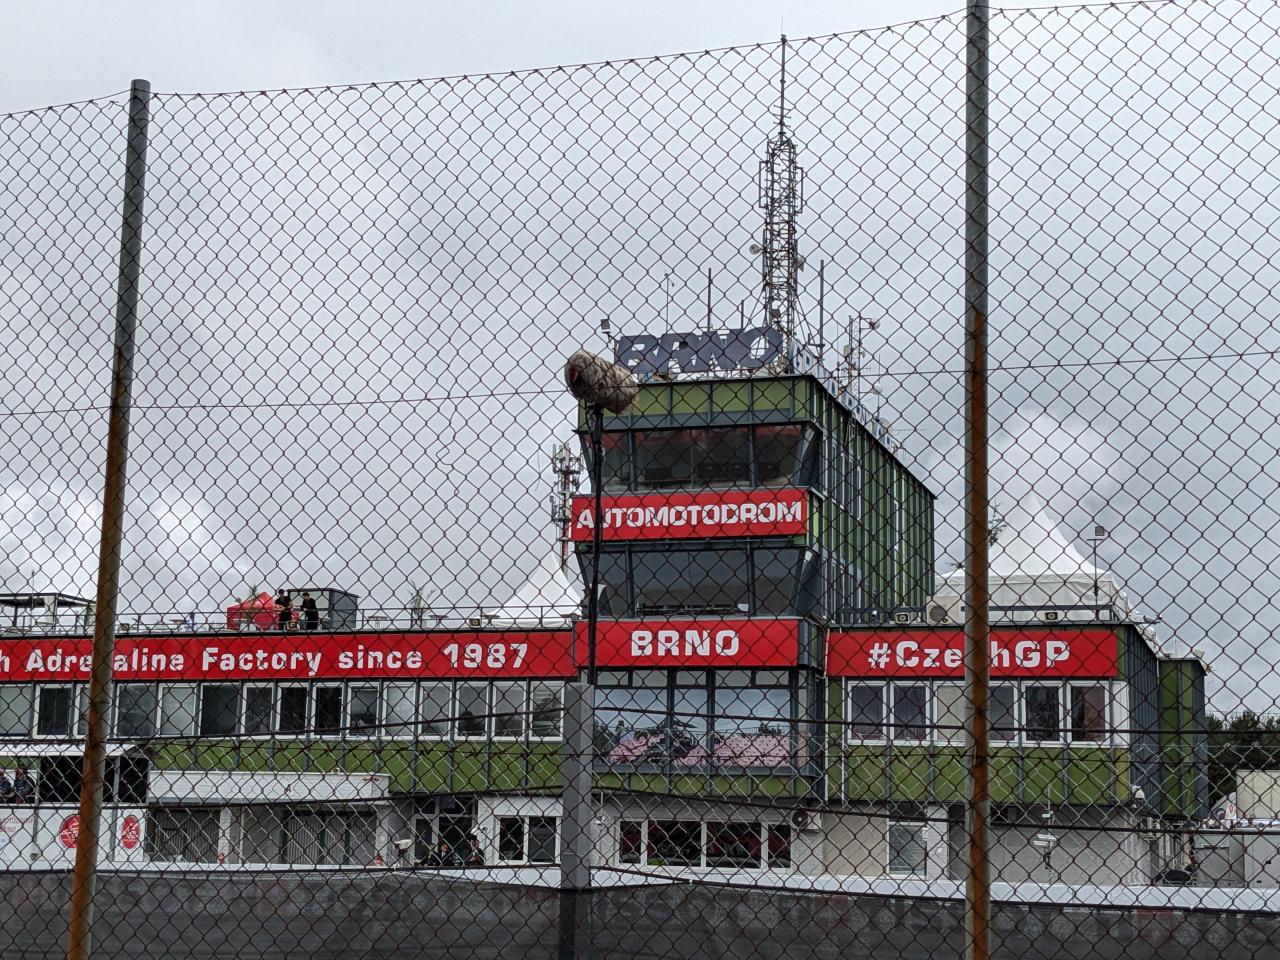 BRNO
AUTOMOTODROM
h Adrenaline Factory since 1987
BRNO
#CzechGP